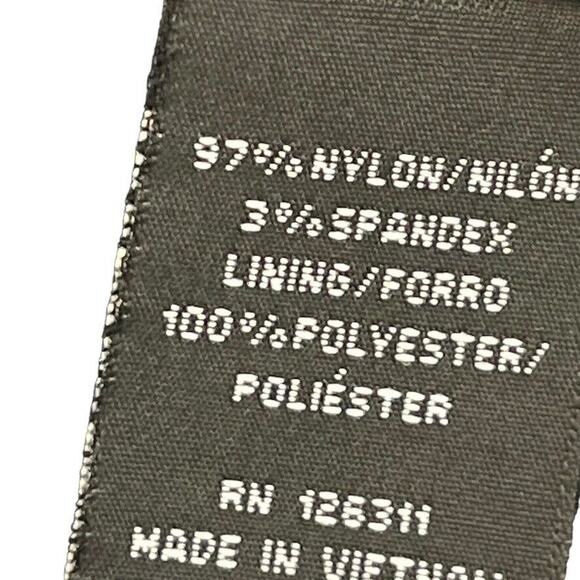 97% NYLON/NILÓN
3% SPANDEX
LINING/FORRO
100% POLYESTER/
POLIÉSTER
RN 126311
MADE IN VIETNAM